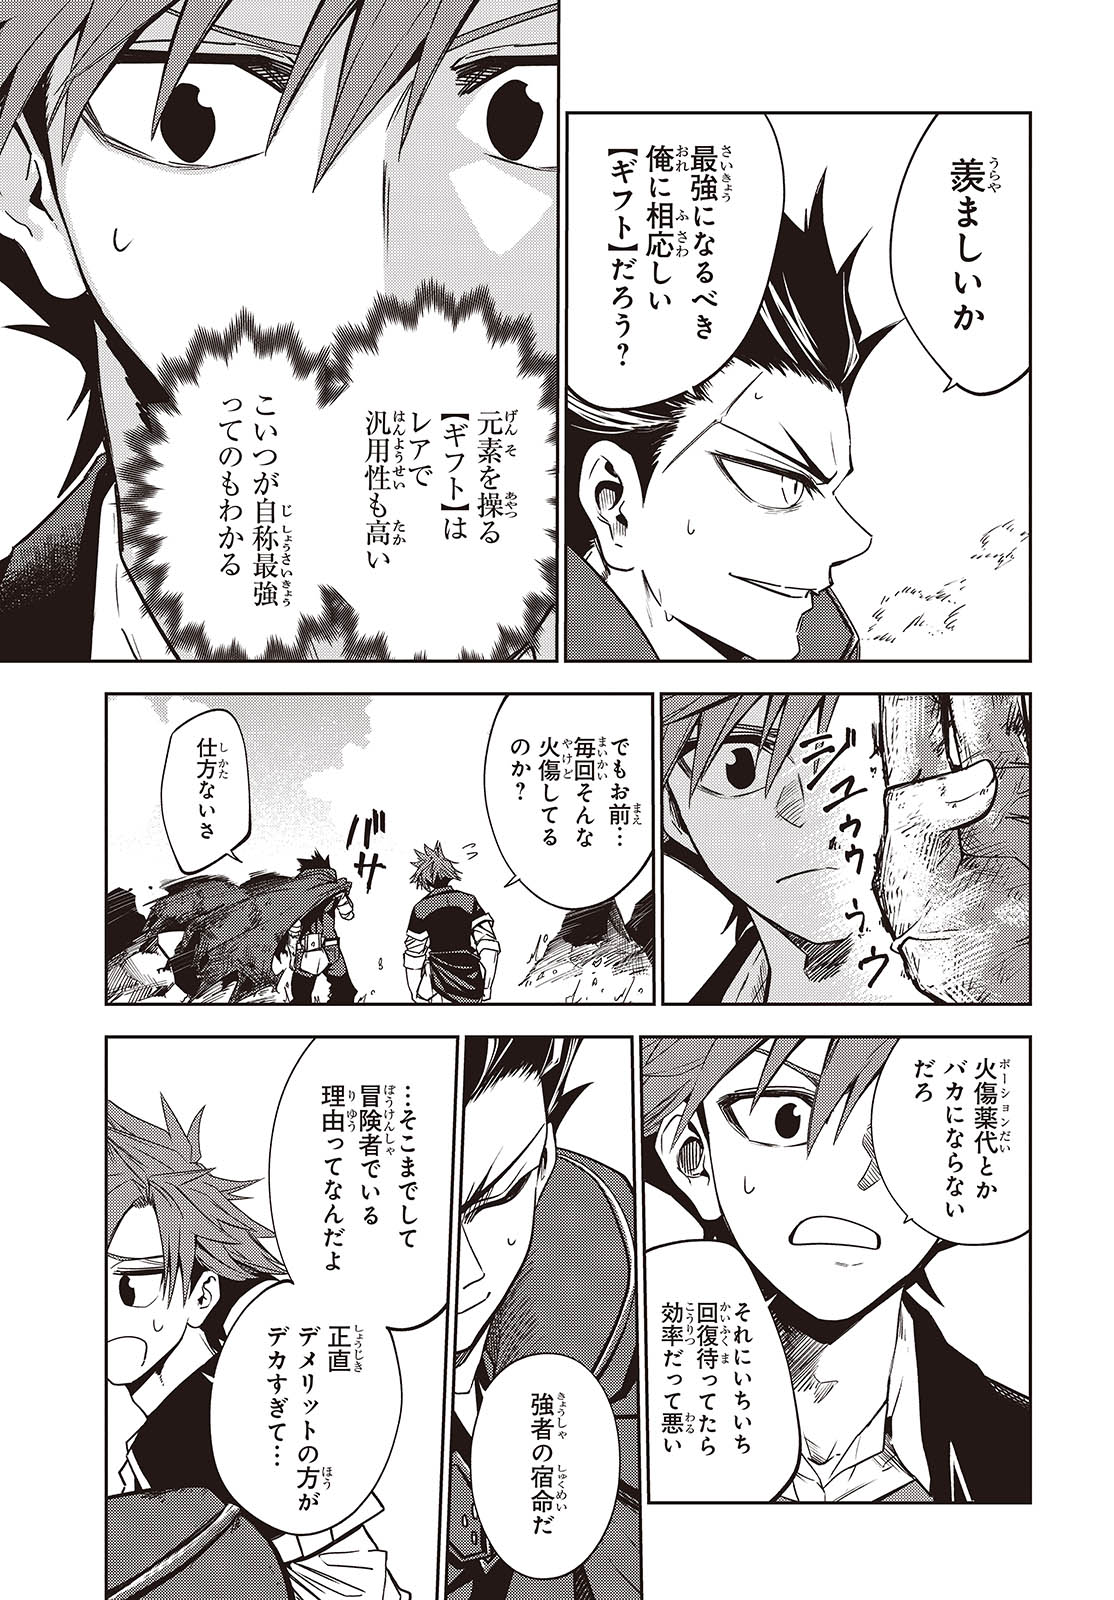 羨ましいか
最強になるべき
俺に相応しい
【ギフト】だろう？
元素を操る
【ギフト】は
レアで
汎用性も高い
こいつが自称最強
ってのもわかる
ジュゥゥゥゥ
でもお前…
毎回そんな
火傷してる
のか？
バサ
仕方ないさ
火傷薬代とか
バカにならない
だろ
それにいちいち
回復待ってたら
効率だって悪い
強者の宿命だ
…そこまでして
冒険者でいる
理由ってなんだよ
正直
デメリットの方が
デカすぎて…